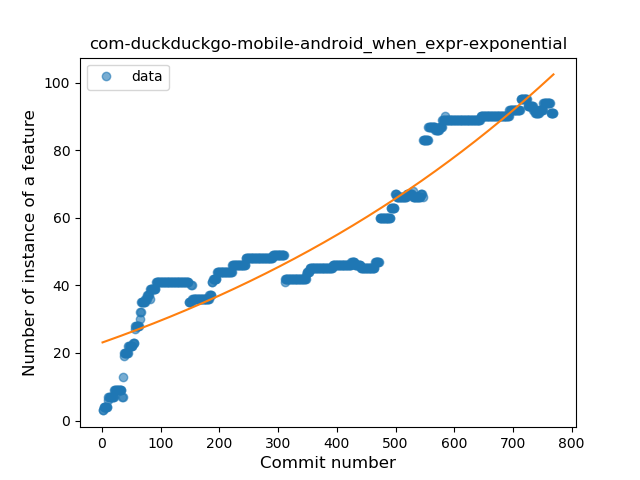 com-duckduckgo-mobile-android_when_expr-exponential
data
Number of instance of a feature
100
80
60
40
20
0
0 100 200 300 400 500 600 700 800
Commit number